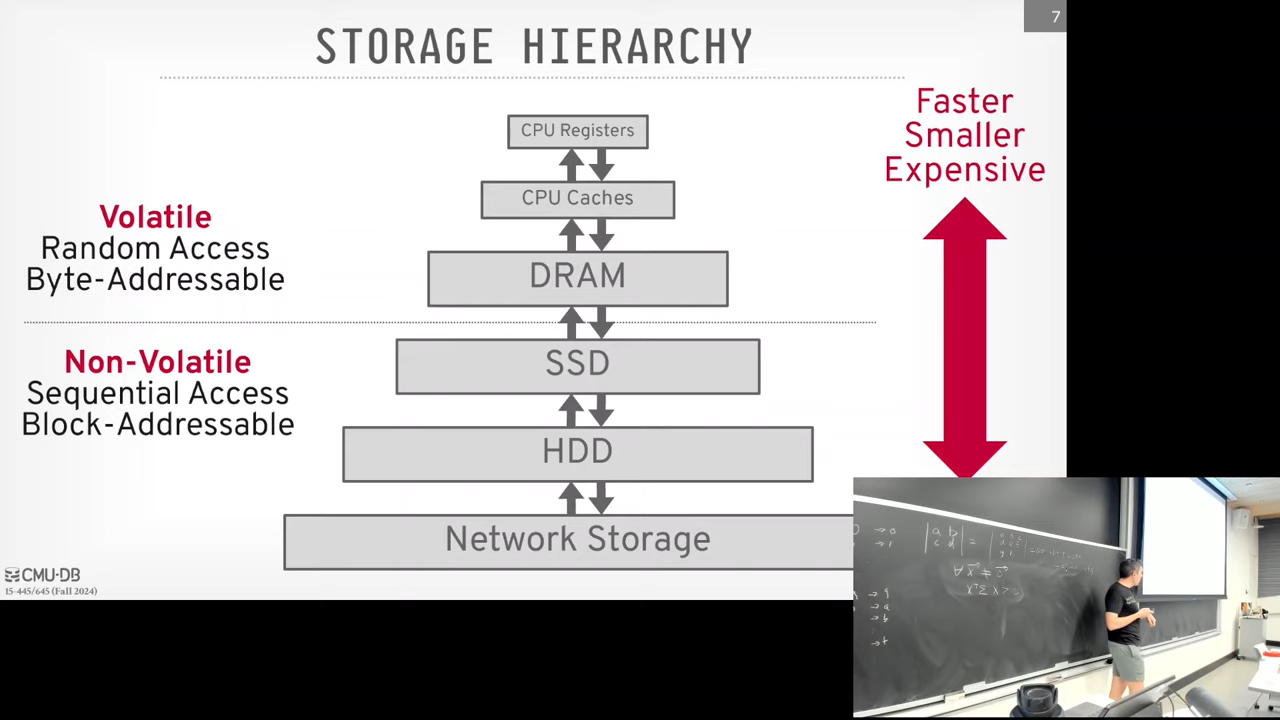 7
STORAGE HIERARCHY
Faster
Smaller
Expensive
CPU Registers
CPU Caches
Volatile
Random Access
Byte-Addressable
DRAM
Non-Volatile
Sequential Access
Block-Addressable
SSD
HDD
Network Storage
CMU·DB
15-445/645 (Fall 2024)
a b
c d